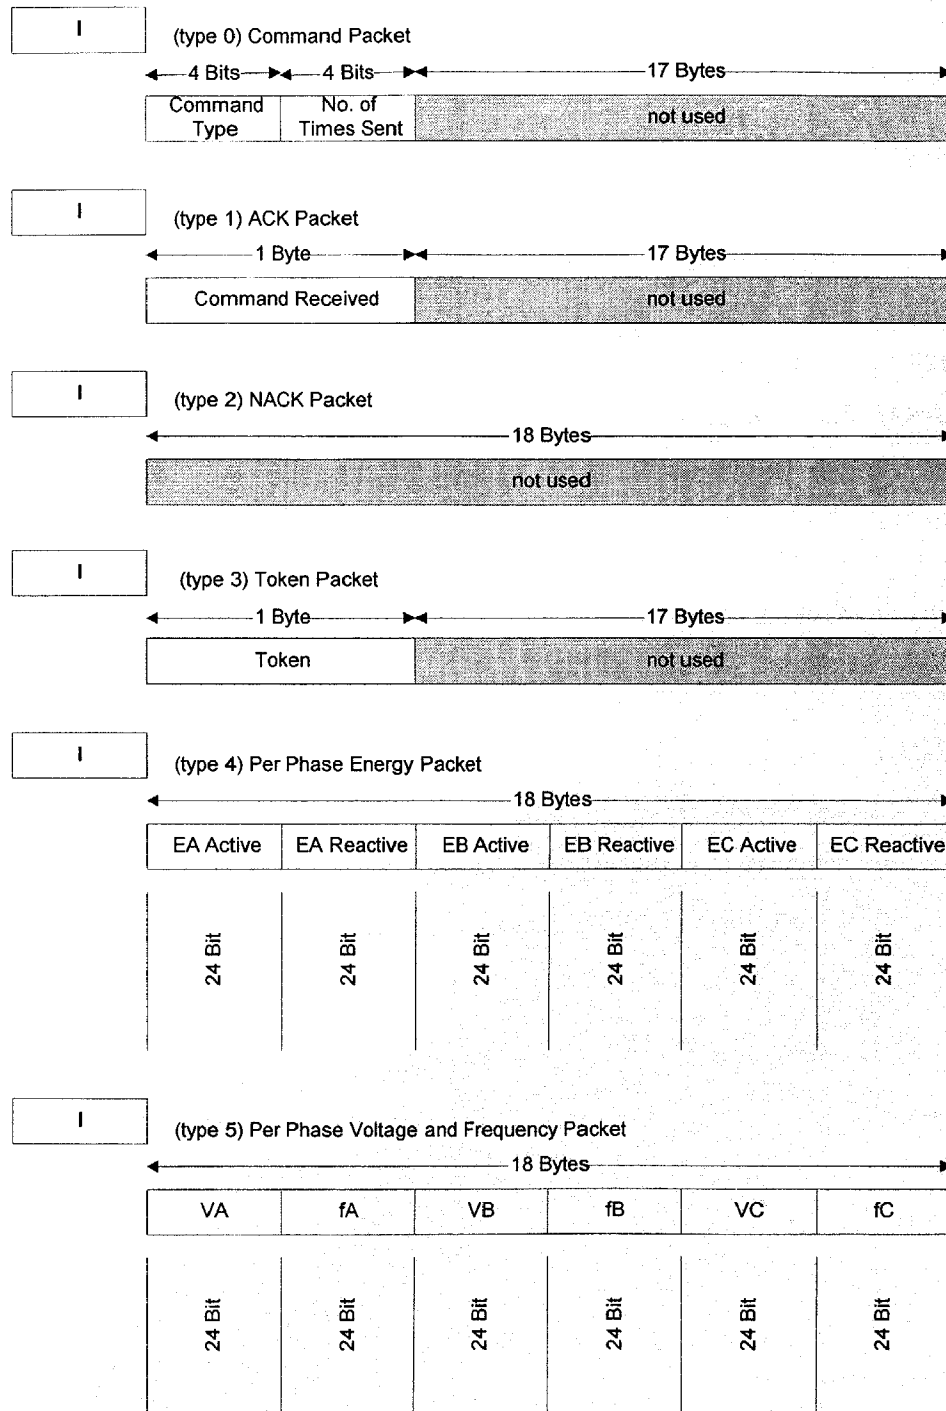 I
(type 0) Command Packet
4 Bits 4 Bits 17 Bytes
Command Type No. of Times Sent not used
I
(type 1) ACK Packet
1 Byte 17 Bytes
Command Received not used
I
(type 2) NACK Packet
18 Bytes
not used
I
(type 3) Token Packet
1 Byte 17 Bytes
Token not used
I
(type 4) Per Phase Energy Packet
18 Bytes
EA Active EA Reactive EB Active EB Reactive EC Active EC Reactive
24 Bit 24 Bit 24 Bit 24 Bit 24 Bit 24 Bit
I
(type 5) Per Phase Voltage and Frequency Packet
18 Bytes
VA fA VB fB VC fC
24 Bit 24 Bit 24 Bit 24 Bit 24 Bit 24 Bit